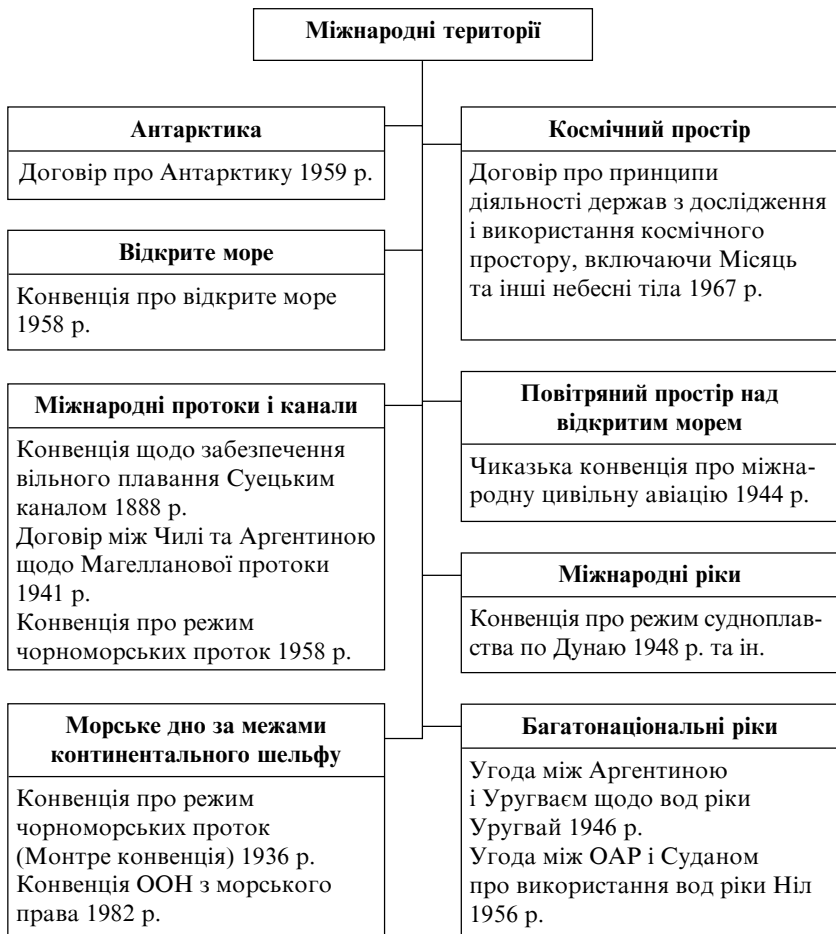 Міжнародні території
Антарктика
Договір про Антарктику 1959 р.
Відкрите море
Конвенція про відкрите море
1958 р.
Міжнародні протоки і канали
Конвенція щодо забезпечення
вільного плавання Суецьким
каналом 1888 р.
Договір між Чилі та Аргентиною
щодо Магелланової протоки
1941 р.
Конвенція про режим
чорноморських проток 1958 р.
Морське дно за межами
континентального шельфу
Конвенція про режим
чорноморських проток
(Монтре конвенція) 1936 р.
Конвенція ООН з морського
права 1982 р.
Космічний простір
Договір про принципи
діяльності держав з дослідження
і використання космічного
простору, включаючи Місяць
та інші небесні тіла 1967 р.
Повітряний простір над
відкритим морем
Чиказька конвенція про міжна-
родну цивільну авіацію 1944 р.
Міжнародні ріки
Конвенція про режим судноплав-
ства по Дунаю 1948 р. та ін.
Багатонаціональні ріки
Угода між Аргентиною
і Уругваєм щодо вод ріки
Уругвай 1946 р.
Угода між ОАР і Суданом
про використання вод ріки Ніл
1956 р.